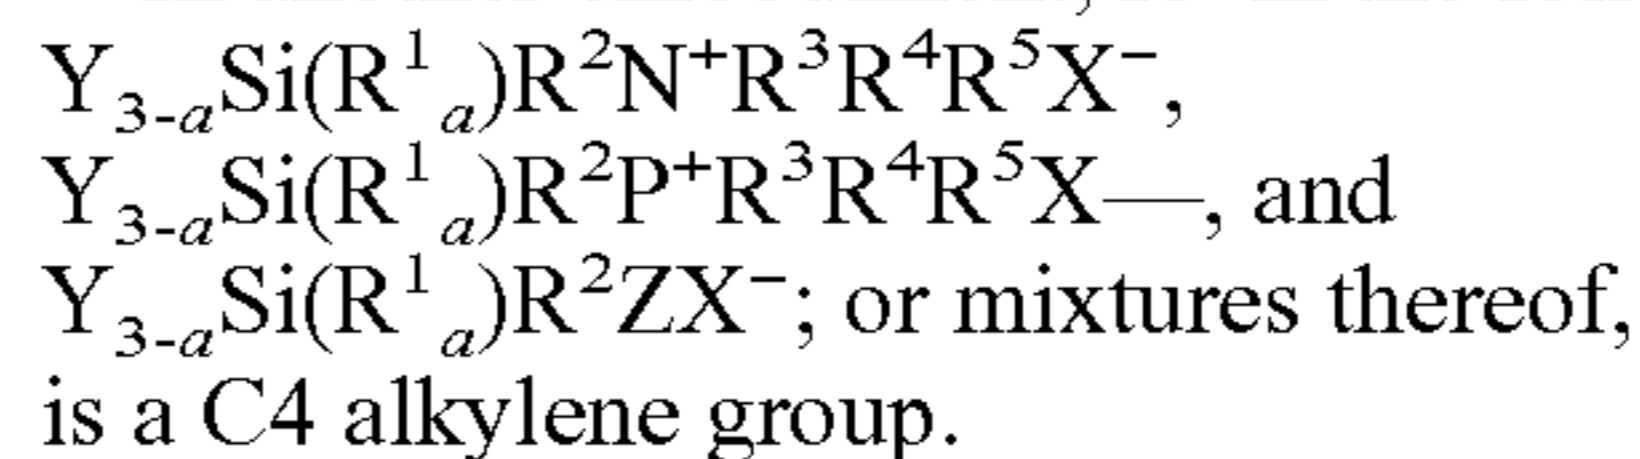 Y₃₋ₐSi(R¹ₐ)R²N⁺R³R⁴R⁵X⁻,
Y₃₋ₐSi(R¹ₐ)R²P⁺R³R⁴R⁵X—, and
Y₃₋ₐSi(R¹ₐ)R²ZX⁻; or mixtures thereof,
is a C4 alkylene group.